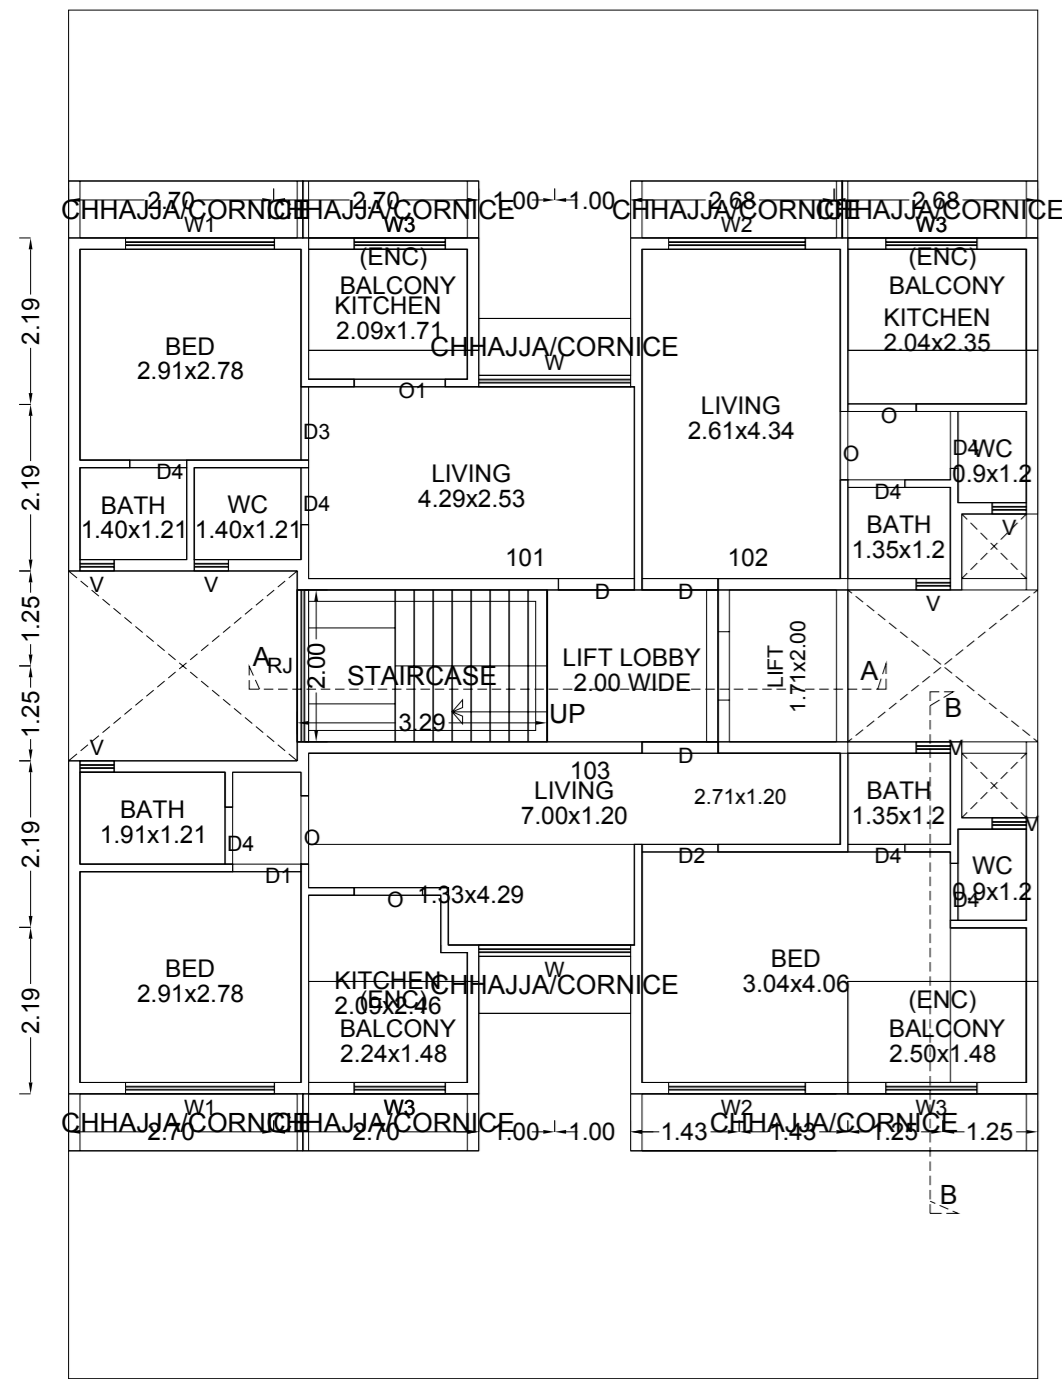 2.70 2.70 1.00 1.00 2.68 2.68
CHHAJJA/CORNICE CHHAJJA/CORNICE CHHAJJA/CORNICE CHHAJJA/CORNICE
W1 W3 W2 W3
(ENC) (ENC)
BALCONY BALCONY
KITCHEN
2.09x1.71
KITCHEN
2.04x2.35
2.19
BED
2.91x2.78
CHHAJJA/CORNICE
W
O1
LIVING
2.61x4.34
O
D3
O
D4
WC
0.9x1.2
2.19
D4
LIVING
4.29x2.53
D4
D4
BATH
1.40x1.21
WC
1.40x1.21
BATH
1.35x1.2
V
101 102
V V D D V
1.25
A RJ
2.00
STAIRCASE
LIFT LOBBY
2.00 WIDE
LIFT
1.71x2.00
A
1.25
3.29
UP
B
V D V
103
LIVING
7.00x1.20
2.71x1.20
BATH
1.35x1.2
V
2.19
BATH
1.91x1.21
D4
O
D2 D4
D1
WC
0.9x1.2
D4
O
1.33x4.29
BED
2.91x2.78
W
KITCHEN
2.09x2.46
CHHAJJA/CORNICE
BED
3.04x4.06
2.19
(ENC)
BALCONY
2.24x1.48
(ENC)
BALCONY
2.50x1.48
W1 W3 W2 W3
CHHAJJA/CORNICE CHHAJJA/CORNICE CHHAJJA/CORNICE
2.70 2.70 1.00 1.00 1.43 1.43 1.25 1.25
B